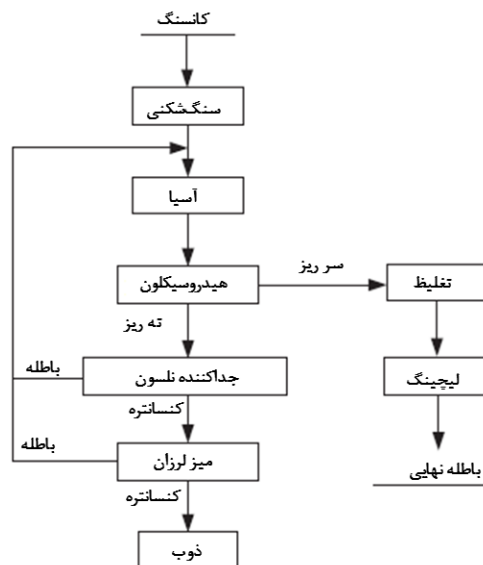 کانسنگ
سنگ‌شکنی
آسیا
هیدروسیکلون
سر ریز
تغلیظ
ته ریز
لیچینگ
باطله
جداکننده نلسون
کنسانتره
باطله
میز لرزان
باطله نهایی
کنسانتره
ذوب